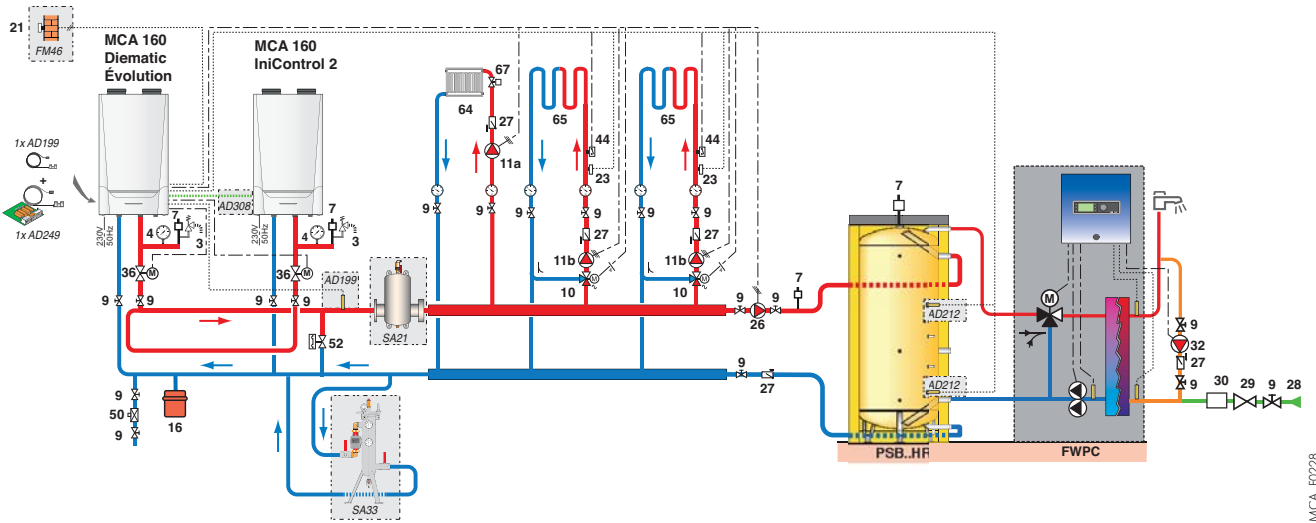 21
FM46
MCA 160
Diematic
Évolution
MCA 160
IniControl 2
1x AD199
+
1x AD249
230V
50Hz
230V
50Hz
AD308
7
4
3
7
4
3
36
M
36
M
9
9
9
9
AD199
SA21
52
9
50
9
16
SA33
64
67
27
11a
9
9
65
44
23
9
9
27
11b
10
M
65
44
23
9
9
27
11b
10
M
9
9
26
7
9
27
7
AD212
AD212
PSB..HR
M
FWPC
9
32
27
9
30
29
9
28
MCA_F0228